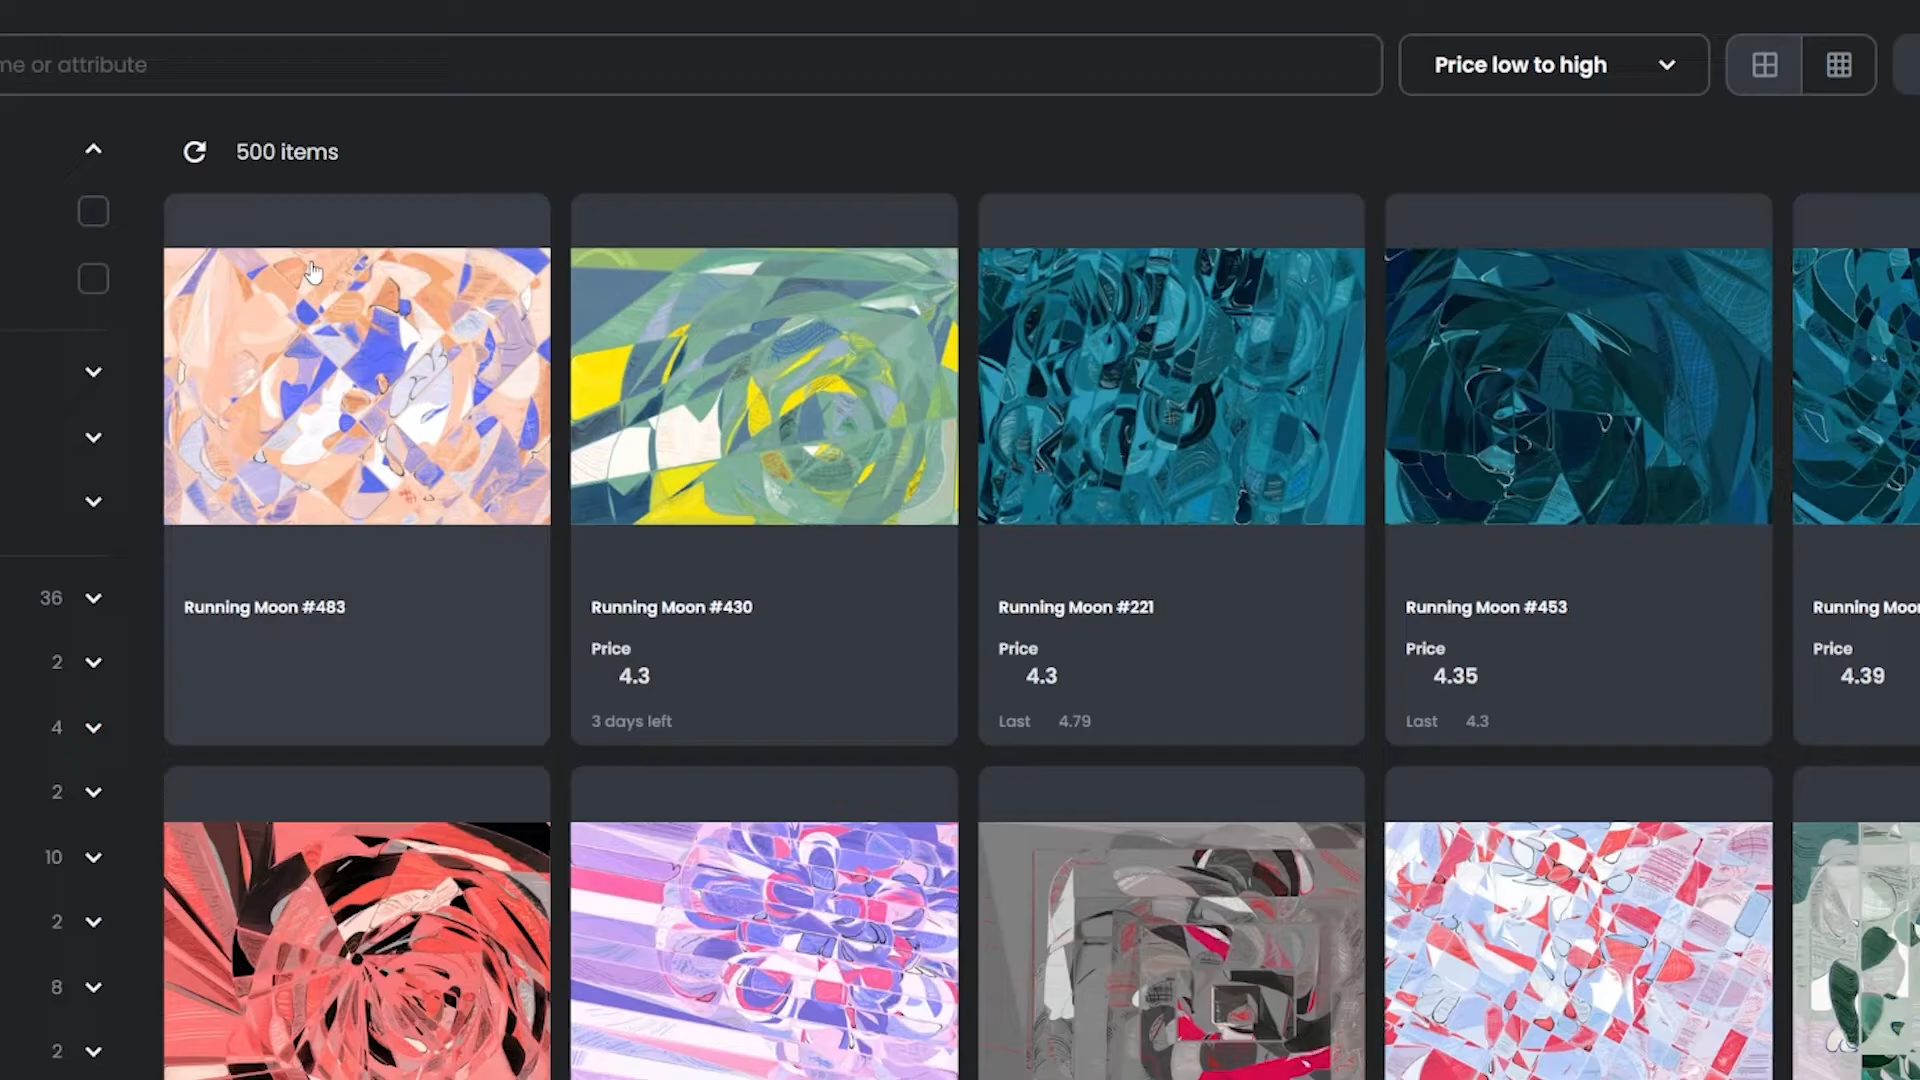 me or attribute
Price low to high
500 items
Running Moon #483
Running Moon #430
Price
4.3
3 days left
Running Moon #221
Price
4.3
Last 4.79
Running Moon #453
Price
4.35
Last 4.3
Running Moo
Price
4.39
36
2
4
2
10
2
8
2